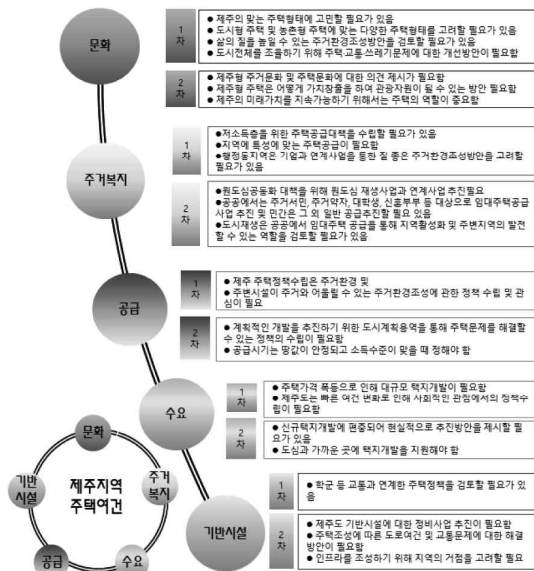 문화
1
차
● 제주의 맞는 주택형태에 고민할 필요가 있음
● 도시형 주택 및 농촌형 주택에 맞는 다양한 주택형태를 고려할 필요가 있음
● 삶의 질을 높일 수 있는 주거환경조성방안을 검토할 필요가 있음
● 도시전체를 조율하기 위해 주택·교통·쓰레기문제에 대한 개선방안이 필요함
2
차
● 제주형 주거문화 및 주택문화에 대한 의견 제시가 필요함
● 제주형 주택은 어떻게 가치창출을 하여 관광자원이 될 수 있는 방안 필요함
● 제주의 미래가치를 지속가능하기 위해서는 주택의 역할이 중요함
주거복지
1
차
●저소득층을 위한 주택공급대책을 수립할 필요가 있음
●지역에 특성에 맞는 주택공급이 필요함
●행정동지역은 기업과 연계사업을 통한 질 좋은 주거환경조성방안을 고려할
필요가 있음
2
차
●원도심공동화 대책을 위해 원도심 재생사업과 연계사업 추진필요
●공공에서는 주거서민, 주거약자, 대학생, 신혼부부 등 대상으로 임대주택공급
사업 추진 및 민간은 그 외 일반 공급추진할 필요 있음
●도시재생은 공공에서 임대주택 공급을 통해 지역활성화 및 주변지역의 발전
할 수 있는 역할을 검토할 필요가 있음
공급
1
차
● 제주 주택정책수립은 주거환경 및
● 주변시설이 주거와 어울릴 수 있는 주거환경조성에 관한 정책 수립 및 관
심이 필요
2
차
● 계획적인 개발을 추진하기 위한 도시계획용역을 통해 주택문제를 해결할
수 있는 정책의 수립이 필요함
● 공급시기는 땅값이 안정되고 소득수준이 맞을 때 정해야 함
수요
1
차
● 주택가격 폭등으로 인해 대규모 택지개발이 필요함
● 제주도는 빠른 여건 변화로 인해 사회적인 관점에서의 정책수
립이 필요함
2
차
● 신규택지개발에 편중되어 현실적으로 추진방안을 제시할 필
요가 있음
● 도심과 가까운 곳에 택지개발을 지원해야 함
기반시설
1
차
● 학군 등 교통과 연계한 주택정책을 검토할 필요가 있
음
2
차
● 제주도 기반시설에 대한 정비사업 추진이 필요함
● 주택조성에 따른 도로여건 및 교통문제에 대한 해결
방안이 필요함
● 인프라를 조성하기 위해 지역의 거점을 고려할 필요
문화
기반
시설
제주지역
주택여건
주거
복지
공급
수요